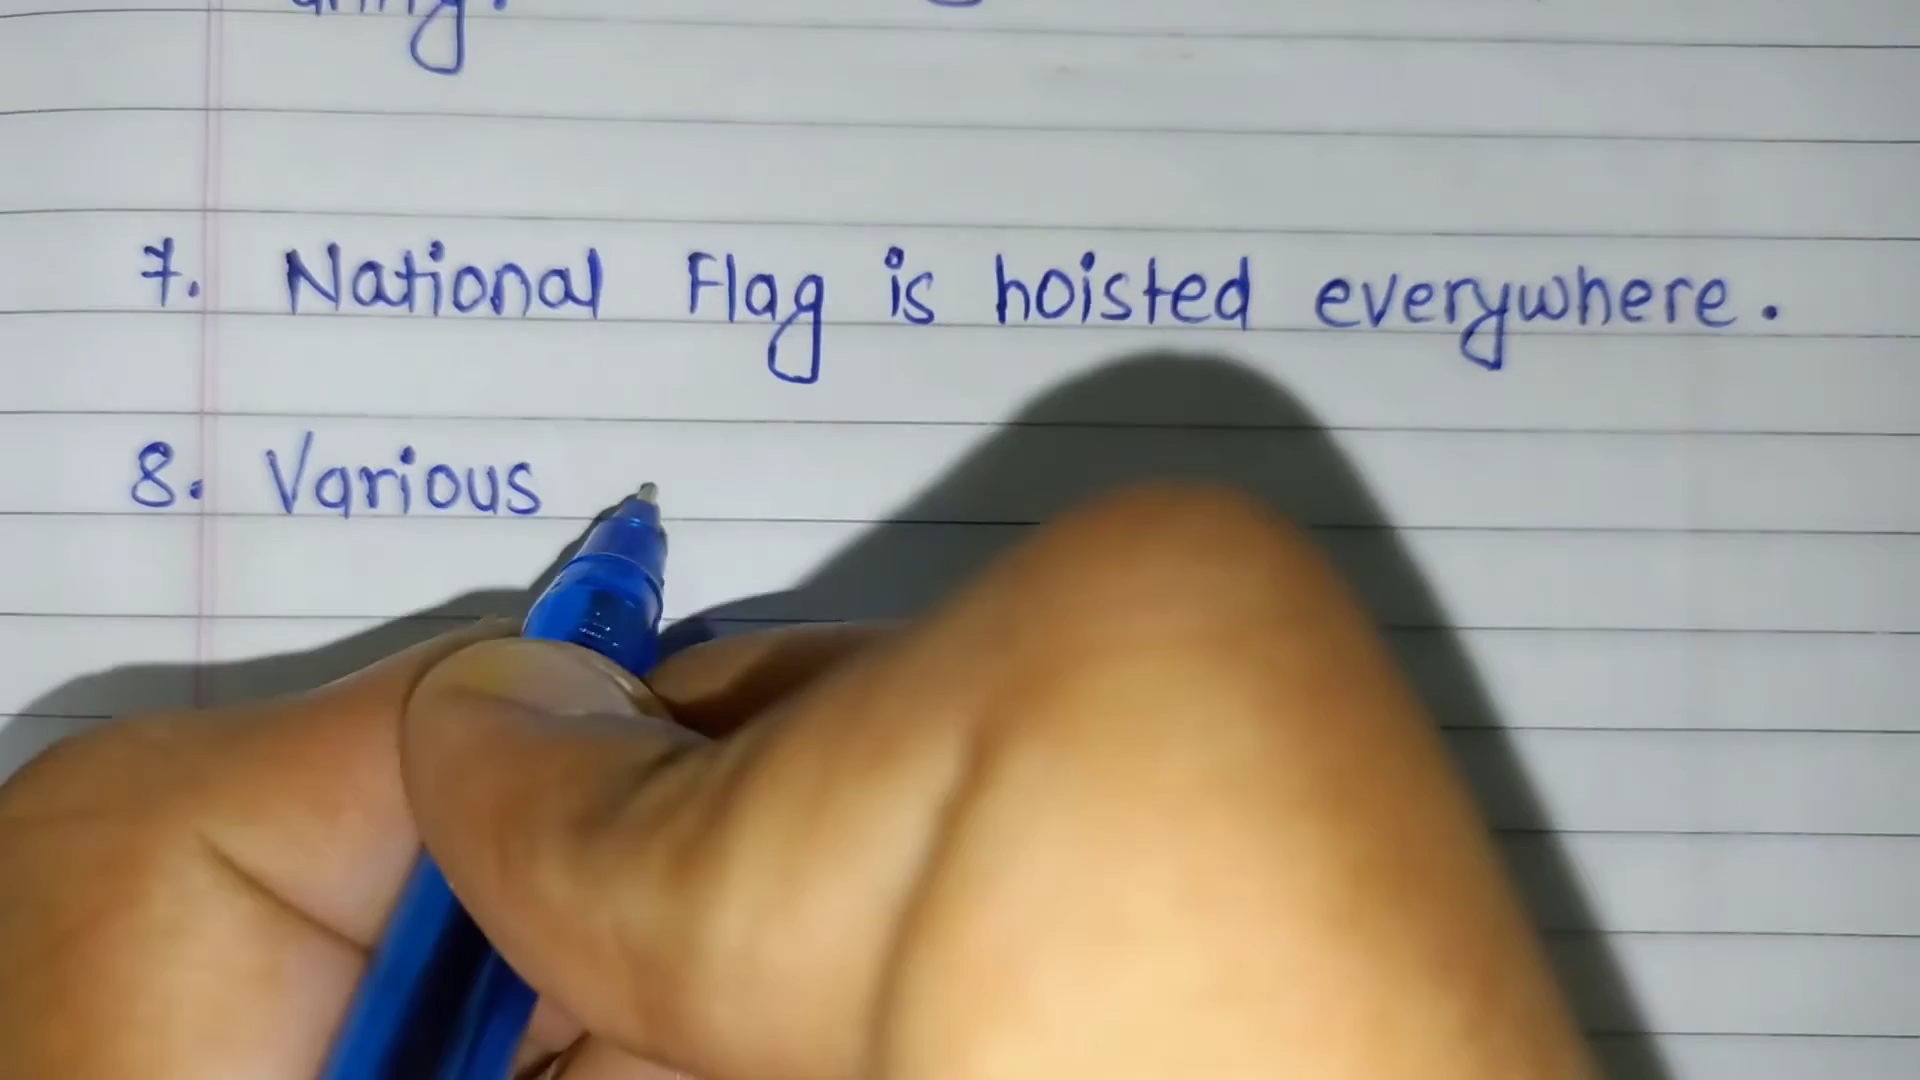 7. National Flag is hoisted everywhere.
8. Various